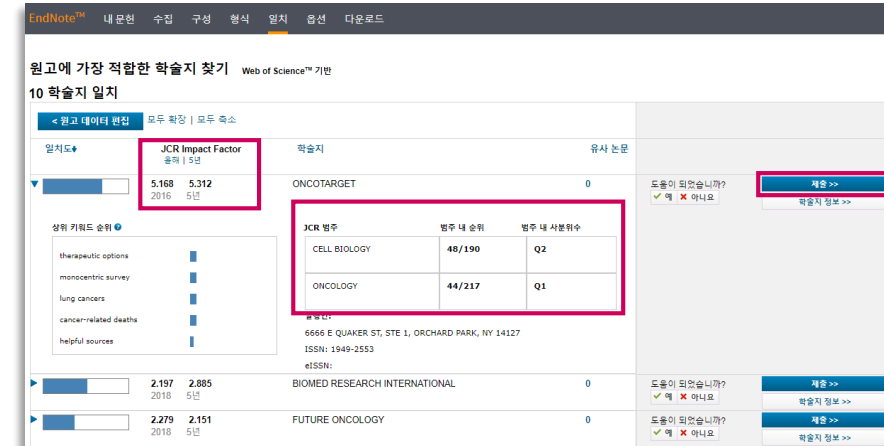 EndNote™ 내 문헌 수집 구성 형식 일치 옵션 다운로드
원고에 가장 적합한 학술지 찾기 Web of Science™ 기반
10 학술지 일치
< 원고 데이터 편집 모두 확장 | 모두 축소
일치도 JCR Impact Factor 학술지 유사 논문
올해 | 5년
5.168 5.312 ONCOTARGET 0 도움이 되었습니까? 제출 >>
2016 5년 예 아니요 학술지 정보 >>
상위 키워드 순위 JCR 범주 범주 내 순위 범주 내 사분위수
therapeutic options CELL BIOLOGY 48/190 Q2
monocentric survey
lung cancers ONCOLOGY 44/217 Q1
cancer-related deaths
helpful sources 6666 E QUAKER ST, STE 1, ORCHARD PARK, NY 14127
ISSN: 1949-2553
eISSN:
2.197 2.885 BIOMED RESEARCH INTERNATIONAL 0 도움이 되었습니까? 제출 >>
2018 5년 예 아니요 학술지 정보 >>
2.279 2.151 FUTURE ONCOLOGY 0 도움이 되었습니까? 제출 >>
2018 5년 예 아니요 학술지 정보 >>